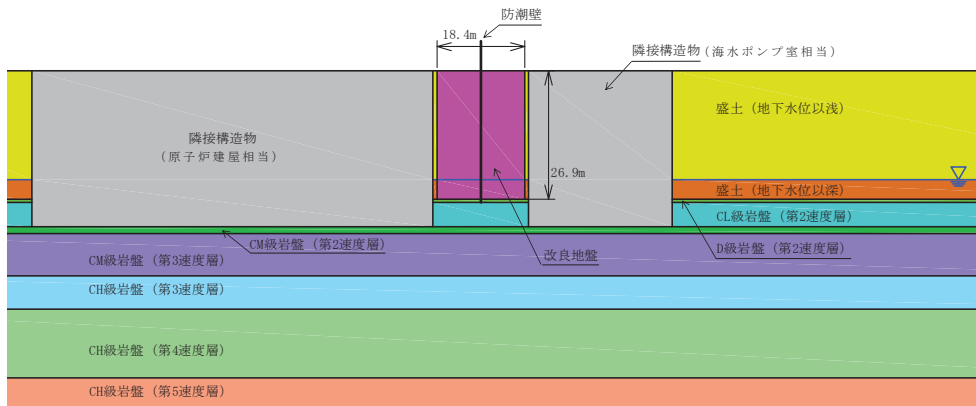 防潮壁
18.4m
隣接構造物（海水ポンプ室相当）
盛土（地下水位以浅）
隣接構造物
（原子炉建屋相当）
26.9m
盛土（地下水位以深）
CL級岩盤（第2速度層）
CM級岩盤（第2速度層）
D級岩盤（第2速度層）
改良地盤
CM級岩盤（第3速度層）
CH級岩盤（第3速度層）
CH級岩盤（第4速度層）
CH級岩盤（第5速度層）